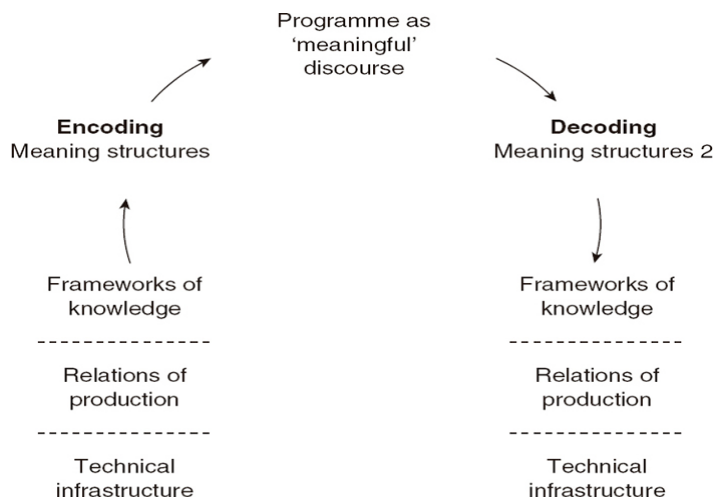 Programme as
‘meaningful’
discourse
Encoding
Meaning structures
Decoding
Meaning structures 2
Frameworks of
knowledge
Relations of
production
Technical
infrastructure
Frameworks of
knowledge
Relations of
production
Technical
infrastructure